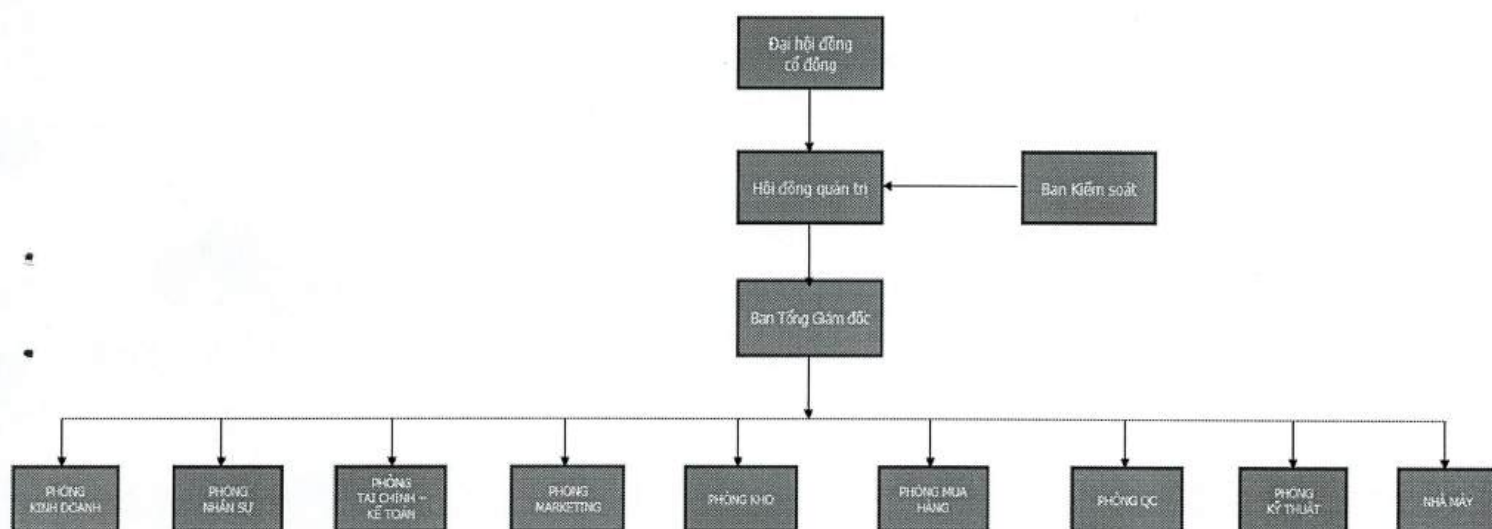 Đại hội đồng
cổ đông
Hội đồng quản trị
Ban Kiểm soát
Ban Tổng Giám đốc
PHÒNG
KINH DOANH
PHÒNG
NHÂN SỰ
PHÒNG
TÀI CHÍNH –
KẾ TOÁN
PHÒNG
MARKETING
PHÒNG KHO
PHÒNG MUA
HÀNG
PHÒNG QC
PHÒNG
KỸ THUẬT
NHÀ MÁY